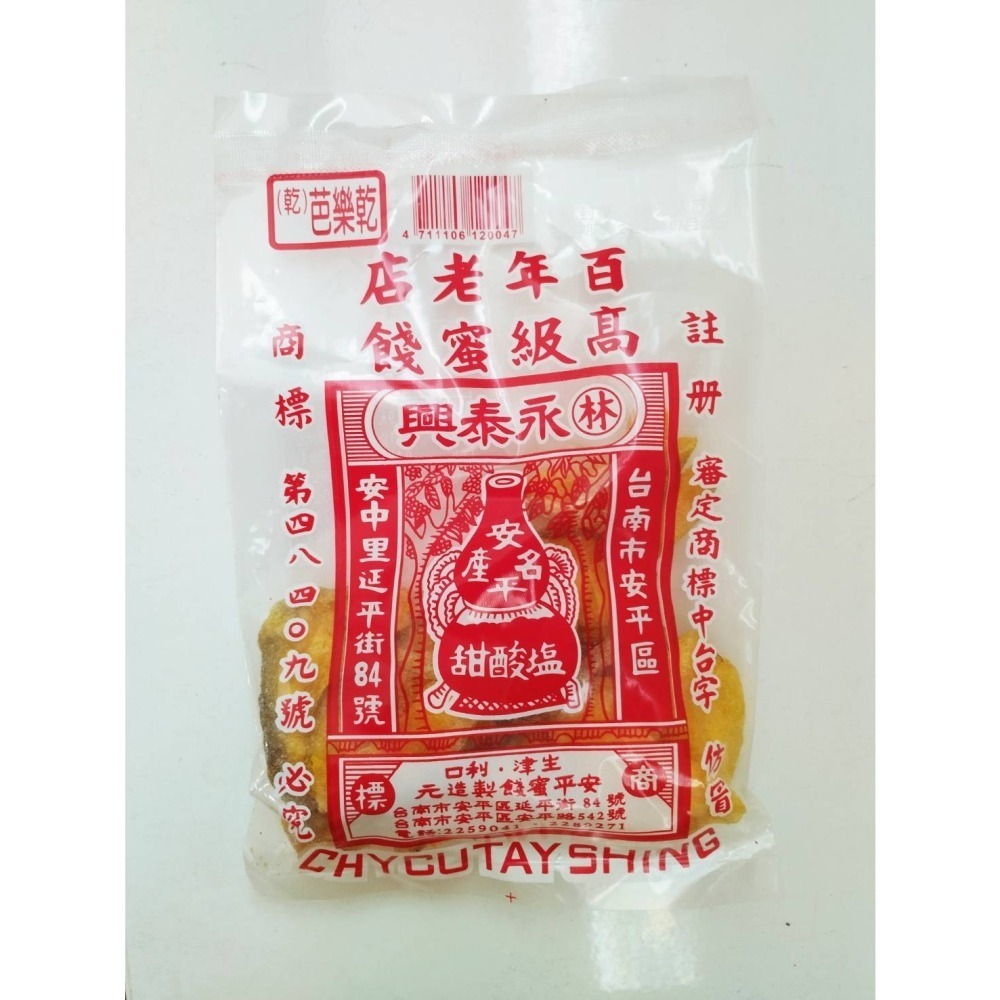 (乾)芭樂乾
4 711106 120047
百年老店
高級蜜餞
註册 審定商標中台字 仿冒
商標 第四八四〇九號 必究
林永泰興
台南市安平區
安中里延平街84號
安平名產
塩酸甜
生津·利口
安平蜜餞製造元
台南市安平區延平街84號
台南市安平區安平路542號
電話:2259041
商標
CHYCUTAYSHING